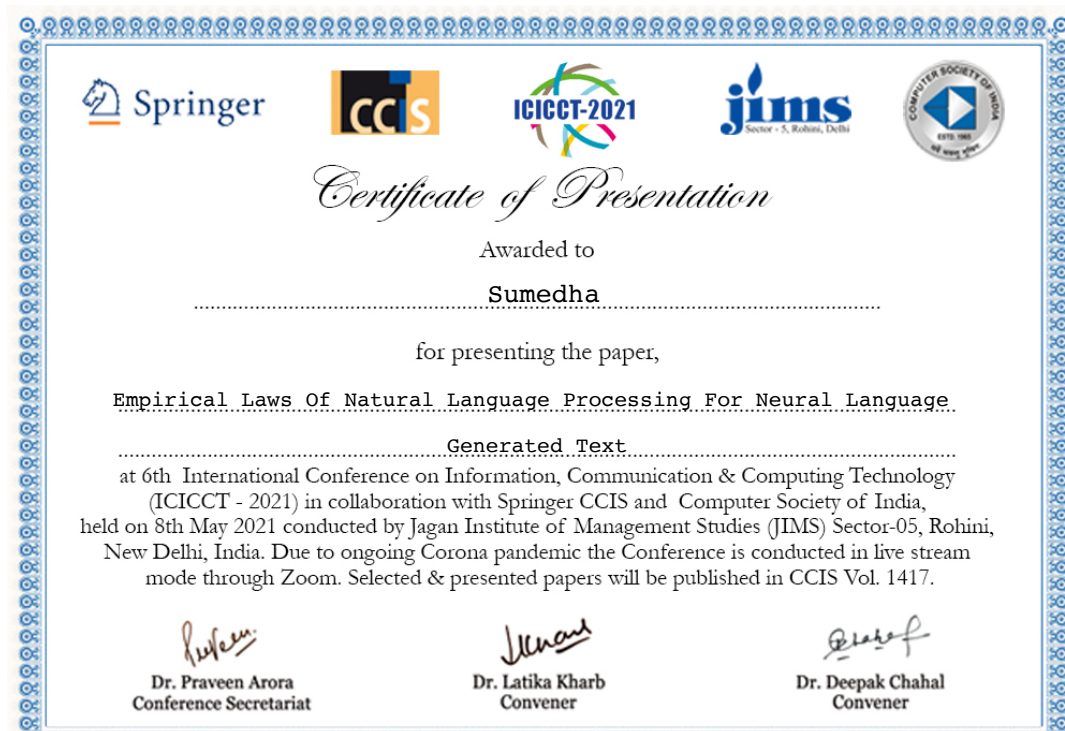 Springer
CCIS
ICICCT-2021
jims
Sector - 5, Rohini, Delhi
COMPUTER SOCIETY OF INDIA
ESTD. 1965
Certificate of Presentation
Awarded to
Sumedha
for presenting the paper,
Empirical Laws Of Natural Language Processing For Neural Language
Generated Text
at 6th International Conference on Information, Communication & Computing Technology
(ICICCT - 2021) in collaboration with Springer CCIS and Computer Society of India,
held on 8th May 2021 conducted by Jagan Institute of Management Studies (JIMS) Sector-05, Rohini,
New Delhi, India. Due to ongoing Corona pandemic the Conference is conducted in live stream
mode through Zoom. Selected & presented papers will be published in CCIS Vol. 1417.
Dr. Praveen Arora
Conference Secretariat
Dr. Latika Kharb
Convener
Dr. Deepak Chahal
Convener